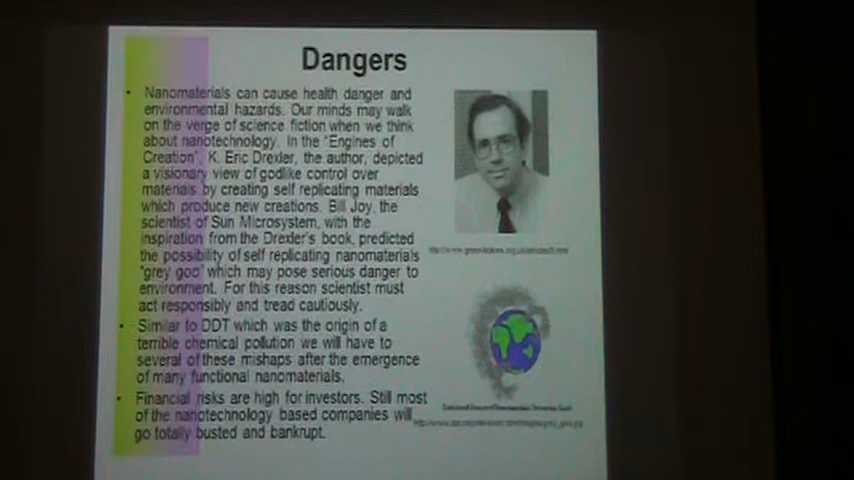 Dangers
• Nanomaterials can cause health danger and
environmental hazards. Our minds may walk
on the verge of science fiction when we think
about nanotechnology. In the "Engines of
Creation", K. Eric Drexler, the author, depicted
a visionary view of godlike control over
materials by creating self replicating materials
which produce new creations. Bill Joy, the
scientist of Sun Microsystem, with the
inspiration from the Drexler's book, predicted
the possibility of self replicating nanomaterials
"grey goo" which may pose serious danger to
environment. For this reason scientist must
act responsibly and tread cautiously.
• Similar to DDT which was the origin of a
terrible chemical pollution we will have to
several of these mishaps after the emergence
of many functional nanomaterials.
• Financial risks are high for investors. Still most
of the nanotechnology based companies will
go totally busted and bankrupt.